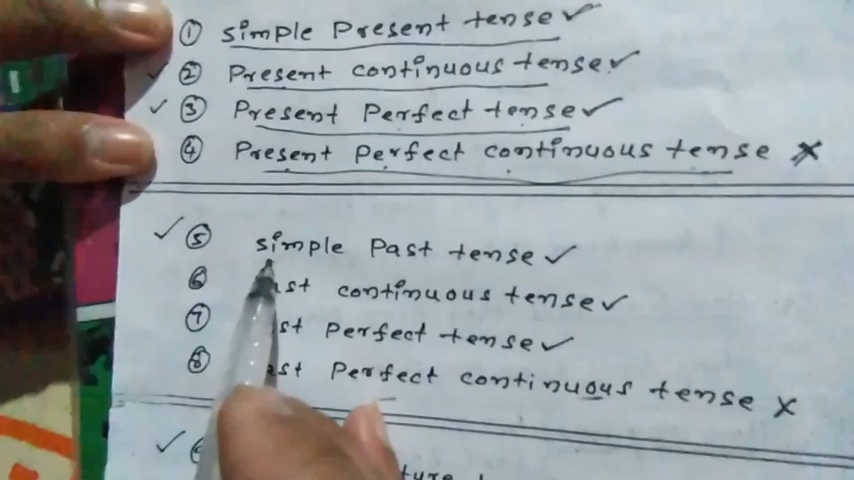 ① Simple Present tense ✓
✓ ② Present continuous tense ✓
✓ ③ Present Perfect tense ✓
④ Present Perfect continuous tense ✗
✓ ⑤ Simple Past tense ✓
⑥ continuous tense ✓
⑦ Perfect tense ✓
⑧ Perfect continuous tense ✗
✓